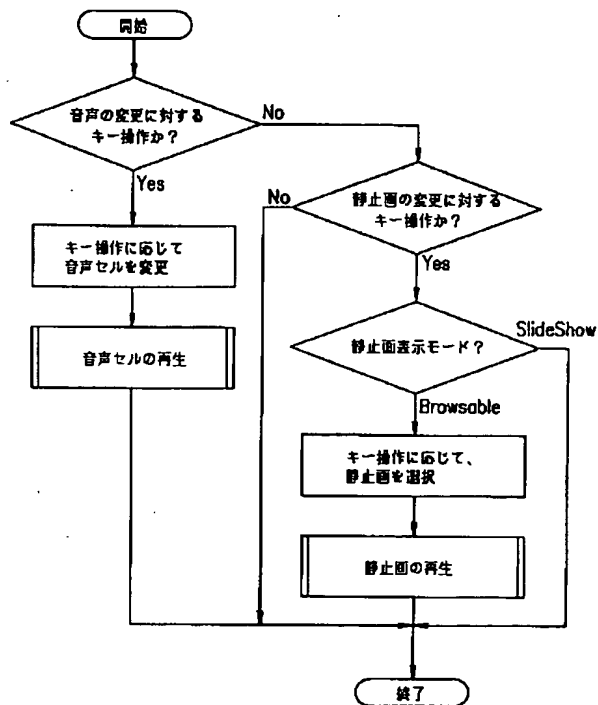 開始
音声の変更に対する
キー操作か？
No
Yes
キー操作に応じて
音声セルを変更
音声セルの再生
静止画の変更に対する
キー操作か？
No
Yes
静止画表示モード？
SlideShow
Browsable
キー操作に応じて、
静止画を選択
静止画の再生
終了